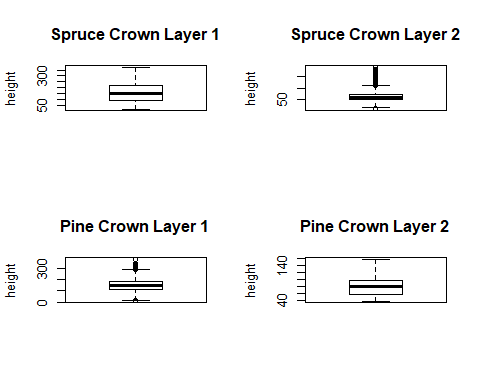 Spruce Crown Layer 1
height
300
50
Spruce Crown Layer 2
height
50
Pine Crown Layer 1
height
300
0
Pine Crown Layer 2
height
140
40